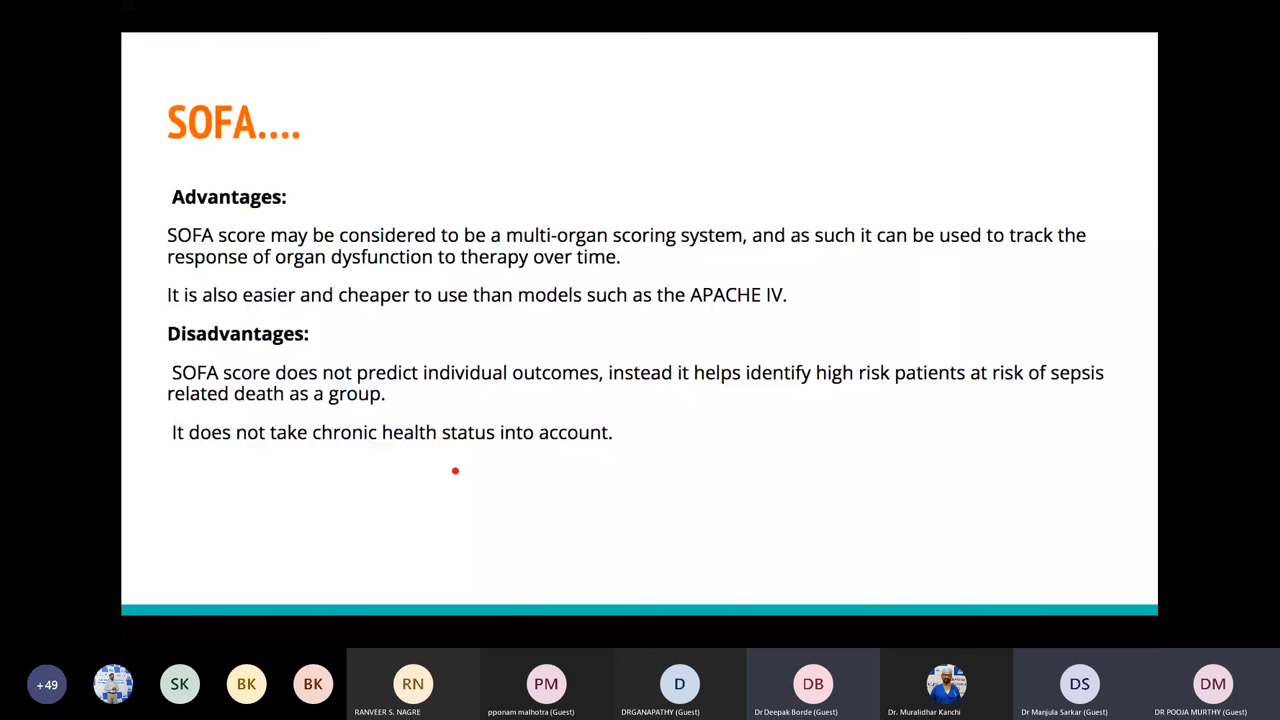 SOFA....
Advantages:
SOFA score may be considered to be a multi-organ scoring system, and as such it can be used to track the
response of organ dysfunction to therapy over time.
It is also easier and cheaper to use than models such as the APACHE IV.
Disadvantages:
SOFA score does not predict individual outcomes, instead it helps identify high risk patients at risk of sepsis
related death as a group.
It does not take chronic health status into account.
+49
SK
BK
BK
RN
PM
D
DB
DS
DM
RANVEER S. NAGRE
pponam malhotra (Guest)
DRGANAPATHY (Guest)
Dr Deepak Borde (Guest)
Dr. Muralidhar Kanchi
Dr Manjula Sarkar (Guest)
DR POOJA MURTHY (Guest)